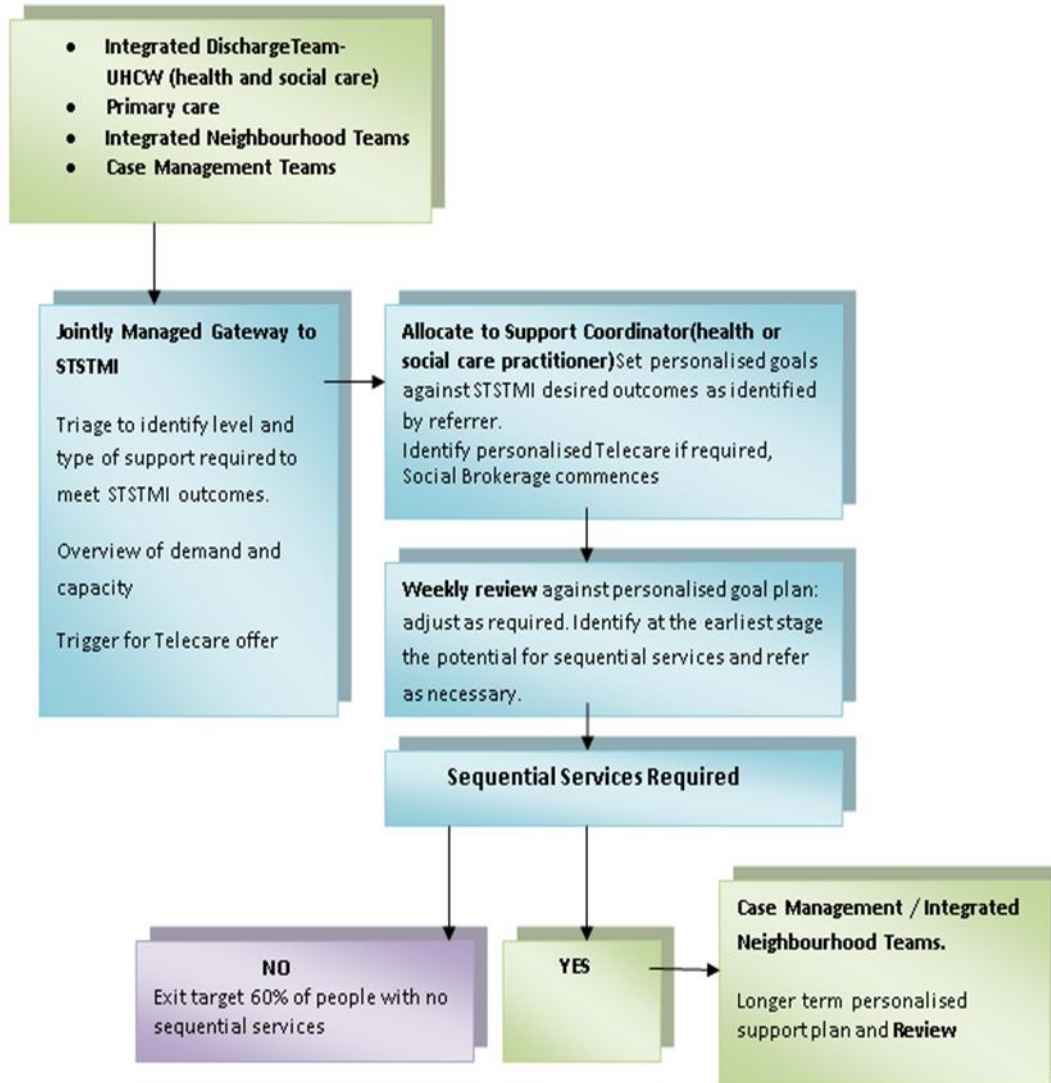 • Integrated DischargeTeam-
UHCW (health and social care)
• Primary care
• Integrated Neighbourhood Teams
• Case Management Teams
Jointly Managed Gateway to
STSTMI
Triage to identify level and
type of support required to
meet STSTMI outcomes.
Overview of demand and
capacity
Trigger for Telecare offer
Allocate to Support Coordinator(health or
social care practitioner)Set personalised goals
against STSTMI desired outcomes as identified
by referrer.
Identify personalised Telecare if required,
Social Brokerage commences
Weekly review against personalised goal plan:
adjust as required. Identify at the earliest stage
the potential for sequential services and refer
as necessary.
Sequential Services Required
NO
Exit target 60% of people with no
sequential services
YES
Case Management / Integrated
Neighbourhood Teams.
Longer term personalised
support plan and Review